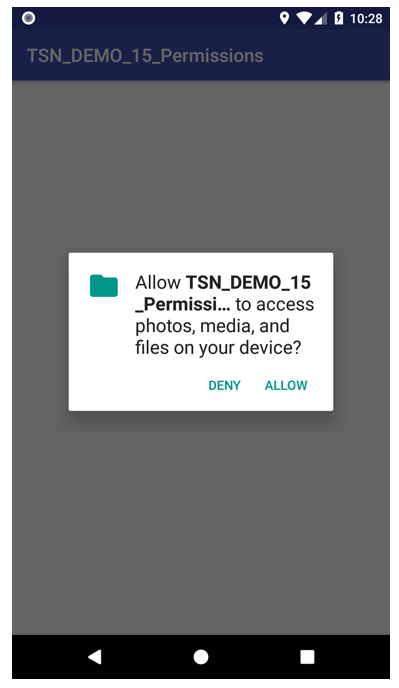 10:28
TSN_DEMO_15_Permissions
Allow TSN_DEMO_15
_Permissi... to access
photos, media, and
files on your device?
DENY ALLOW